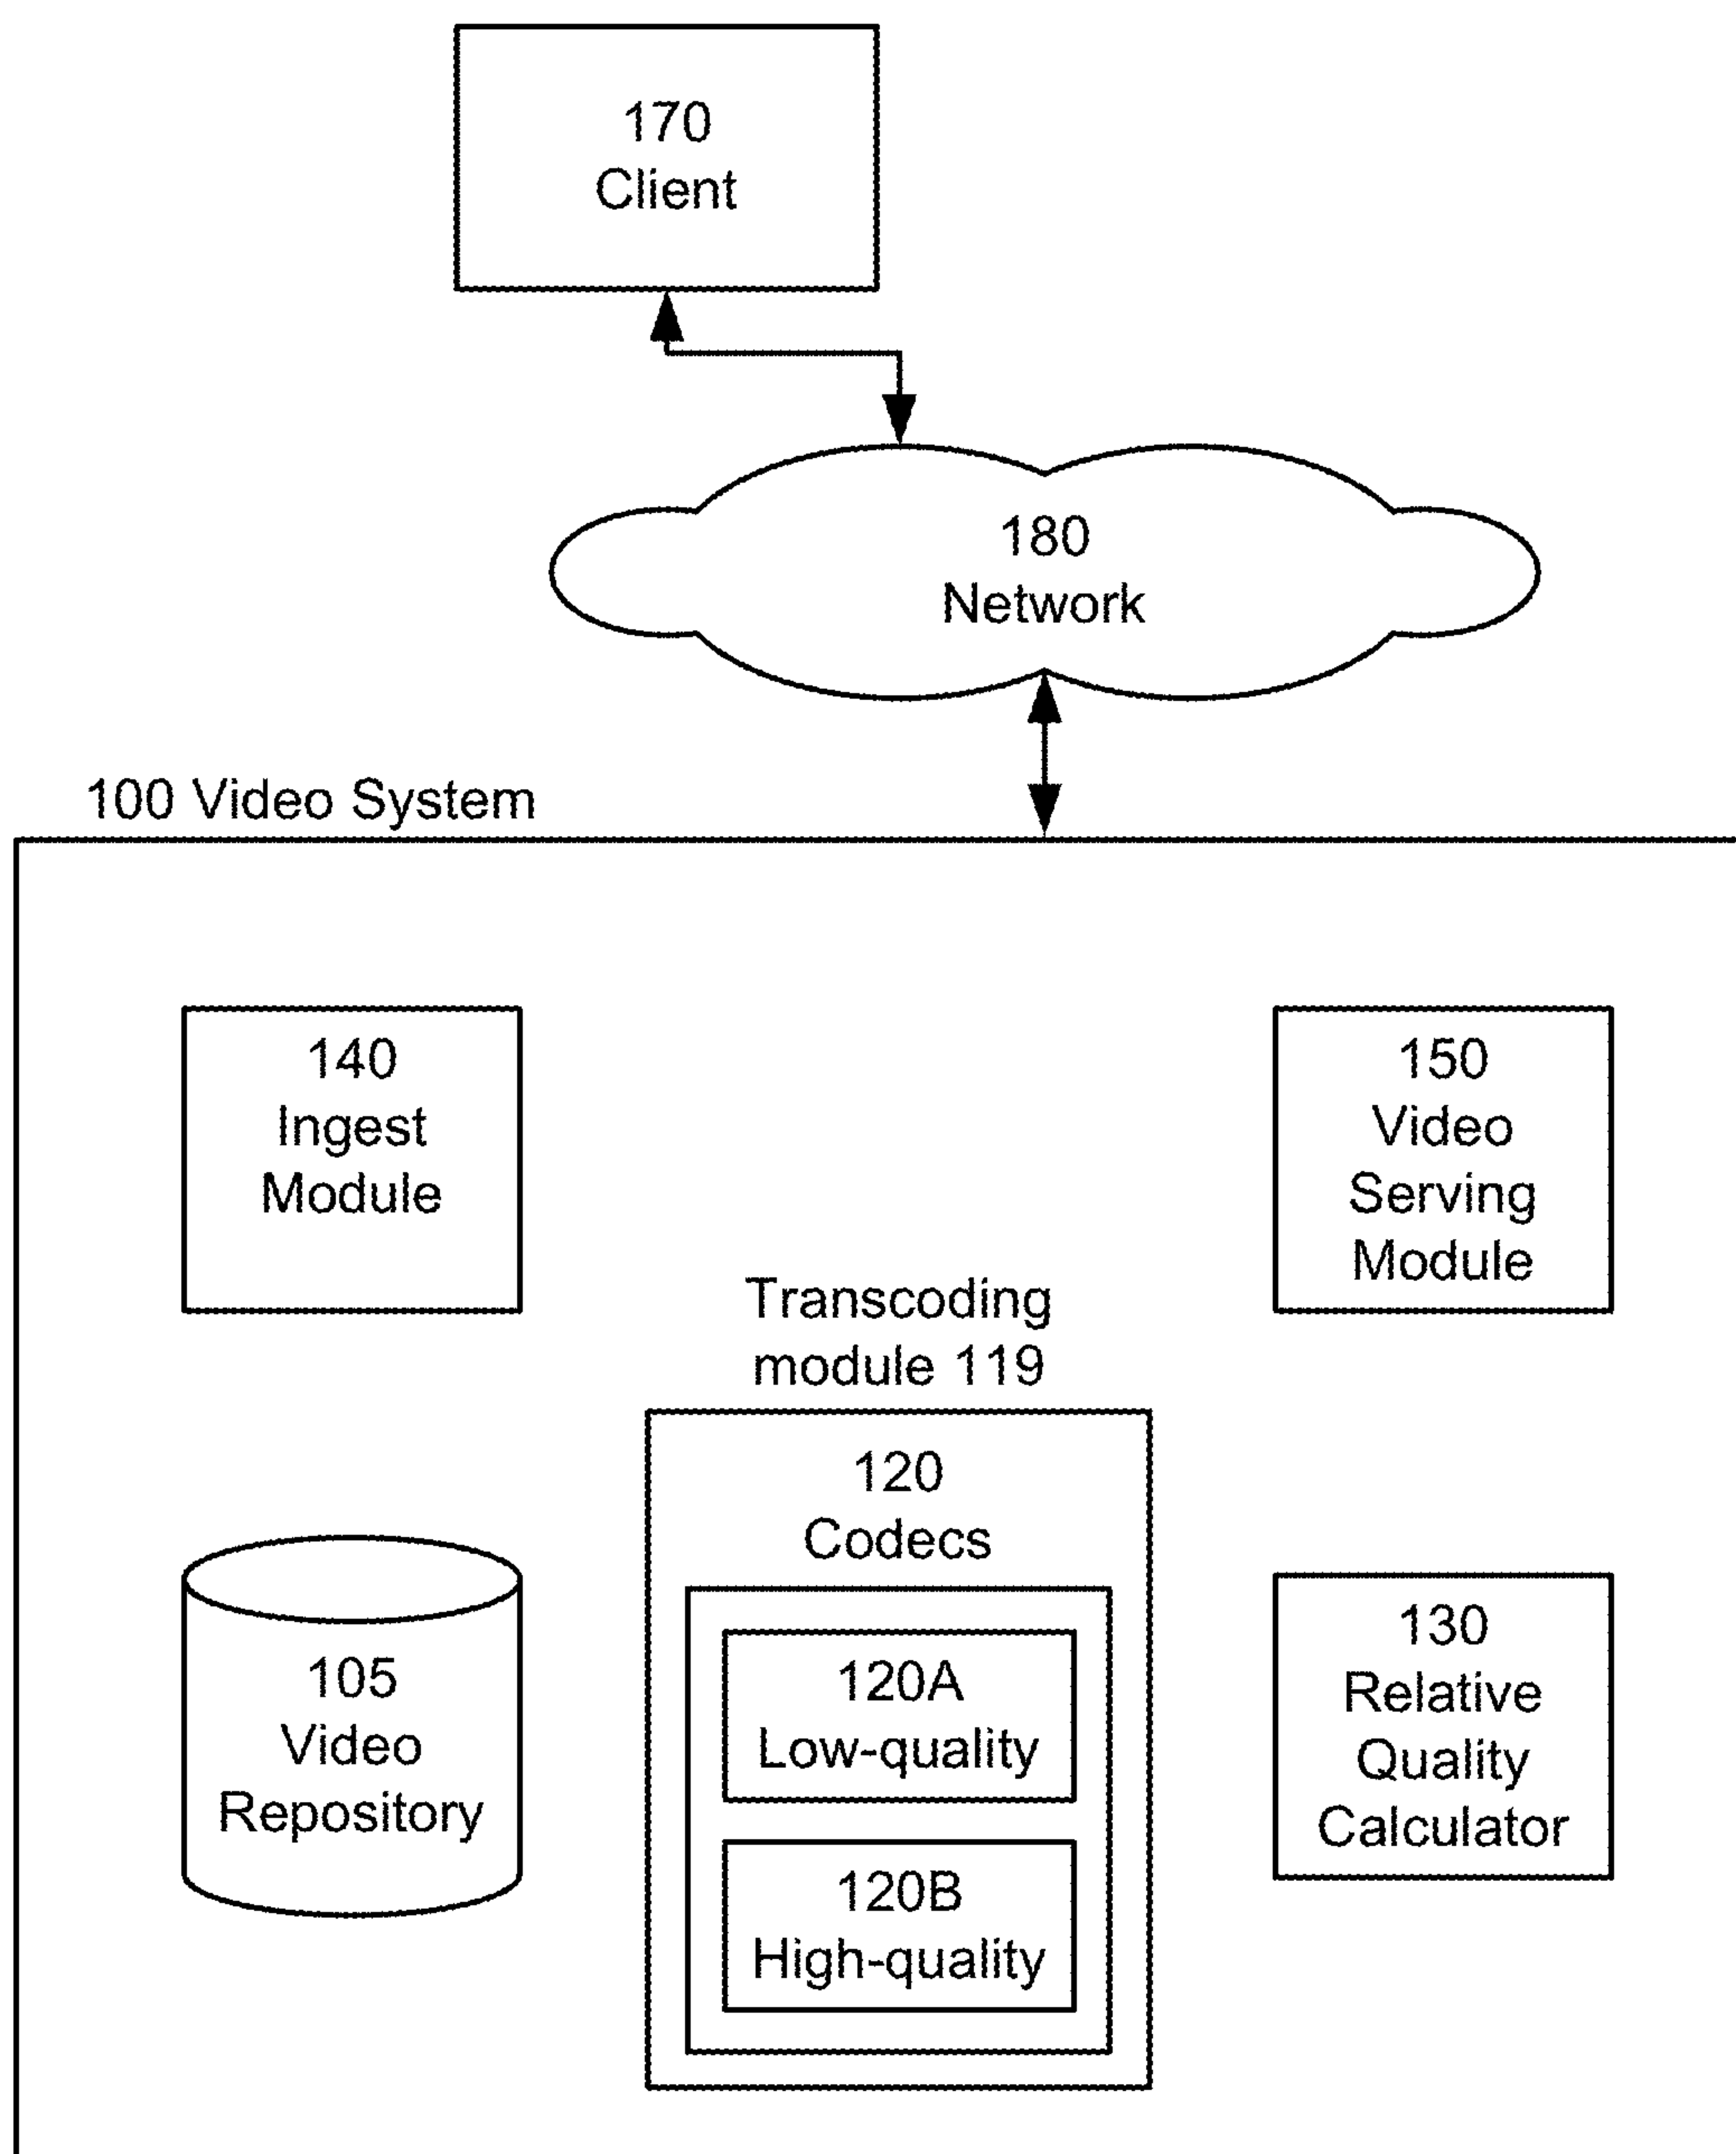 170
Client
180
Network
100 Video System
140
Ingest
Module
150
Video
Serving
Module
Transcoding
module 119
120
Codecs
105
Video
Repository
120A
Low-quality
120B
High-quality
130
Relative
Quality
Calculator